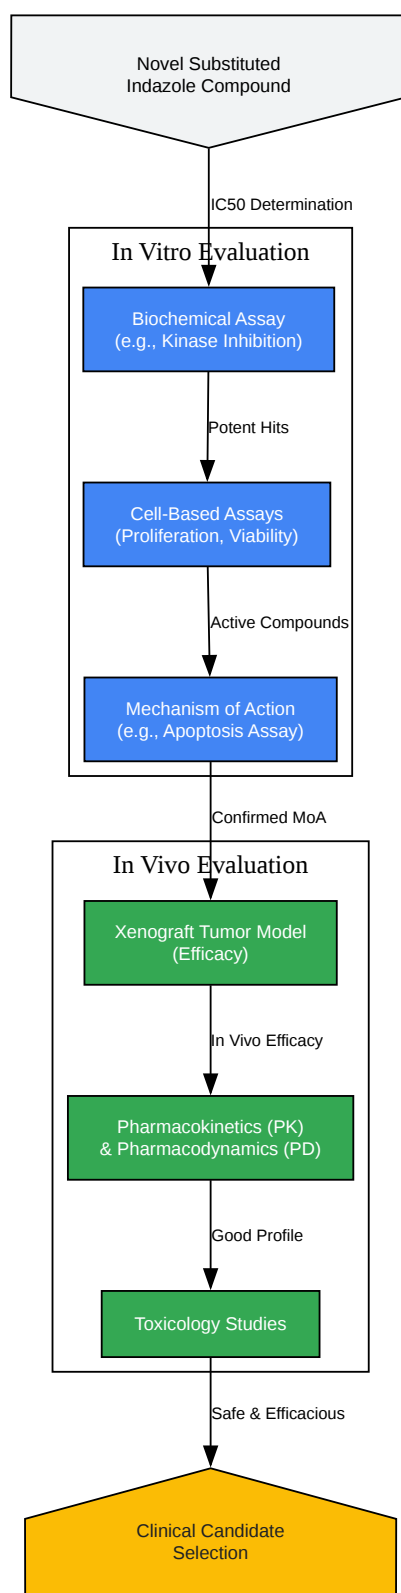 Novel Substituted
Indazole Compound
IC50 Determination
In Vitro Evaluation
Biochemical Assay
(e.g., Kinase Inhibition)
Potent Hits
Cell-Based Assays
(Proliferation, Viability)
Active Compounds
Mechanism of Action
(e.g., Apoptosis Assay)
Confirmed MoA
In Vivo Evaluation
Xenograft Tumor Model
(Efficacy)
In Vivo Efficacy
Pharmacokinetics (PK)
& Pharmacodynamics (PD)
Good Profile
Toxicology Studies
Safe & Efficacious
Clinical Candidate
Selection